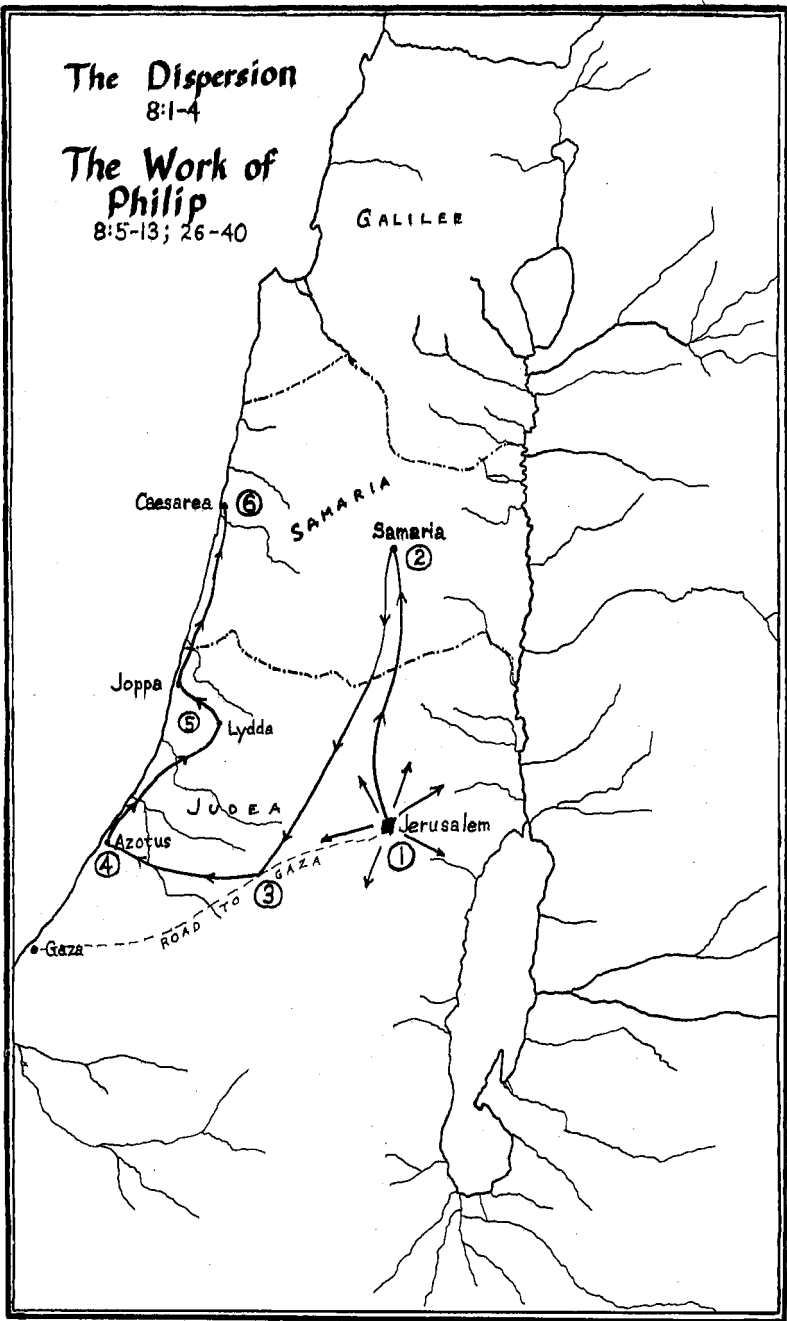 The Dispersion
8:1-4
The Work of
Philip
8:5-13; 26-40
GALILEE
Caesarea ⑥
SAMARIA
Samaria
②
Joppa
⑤ Lydda
JUDEA
Jerusalem
Azotus
①
④
③
ROAD TO GAZA
Gaza